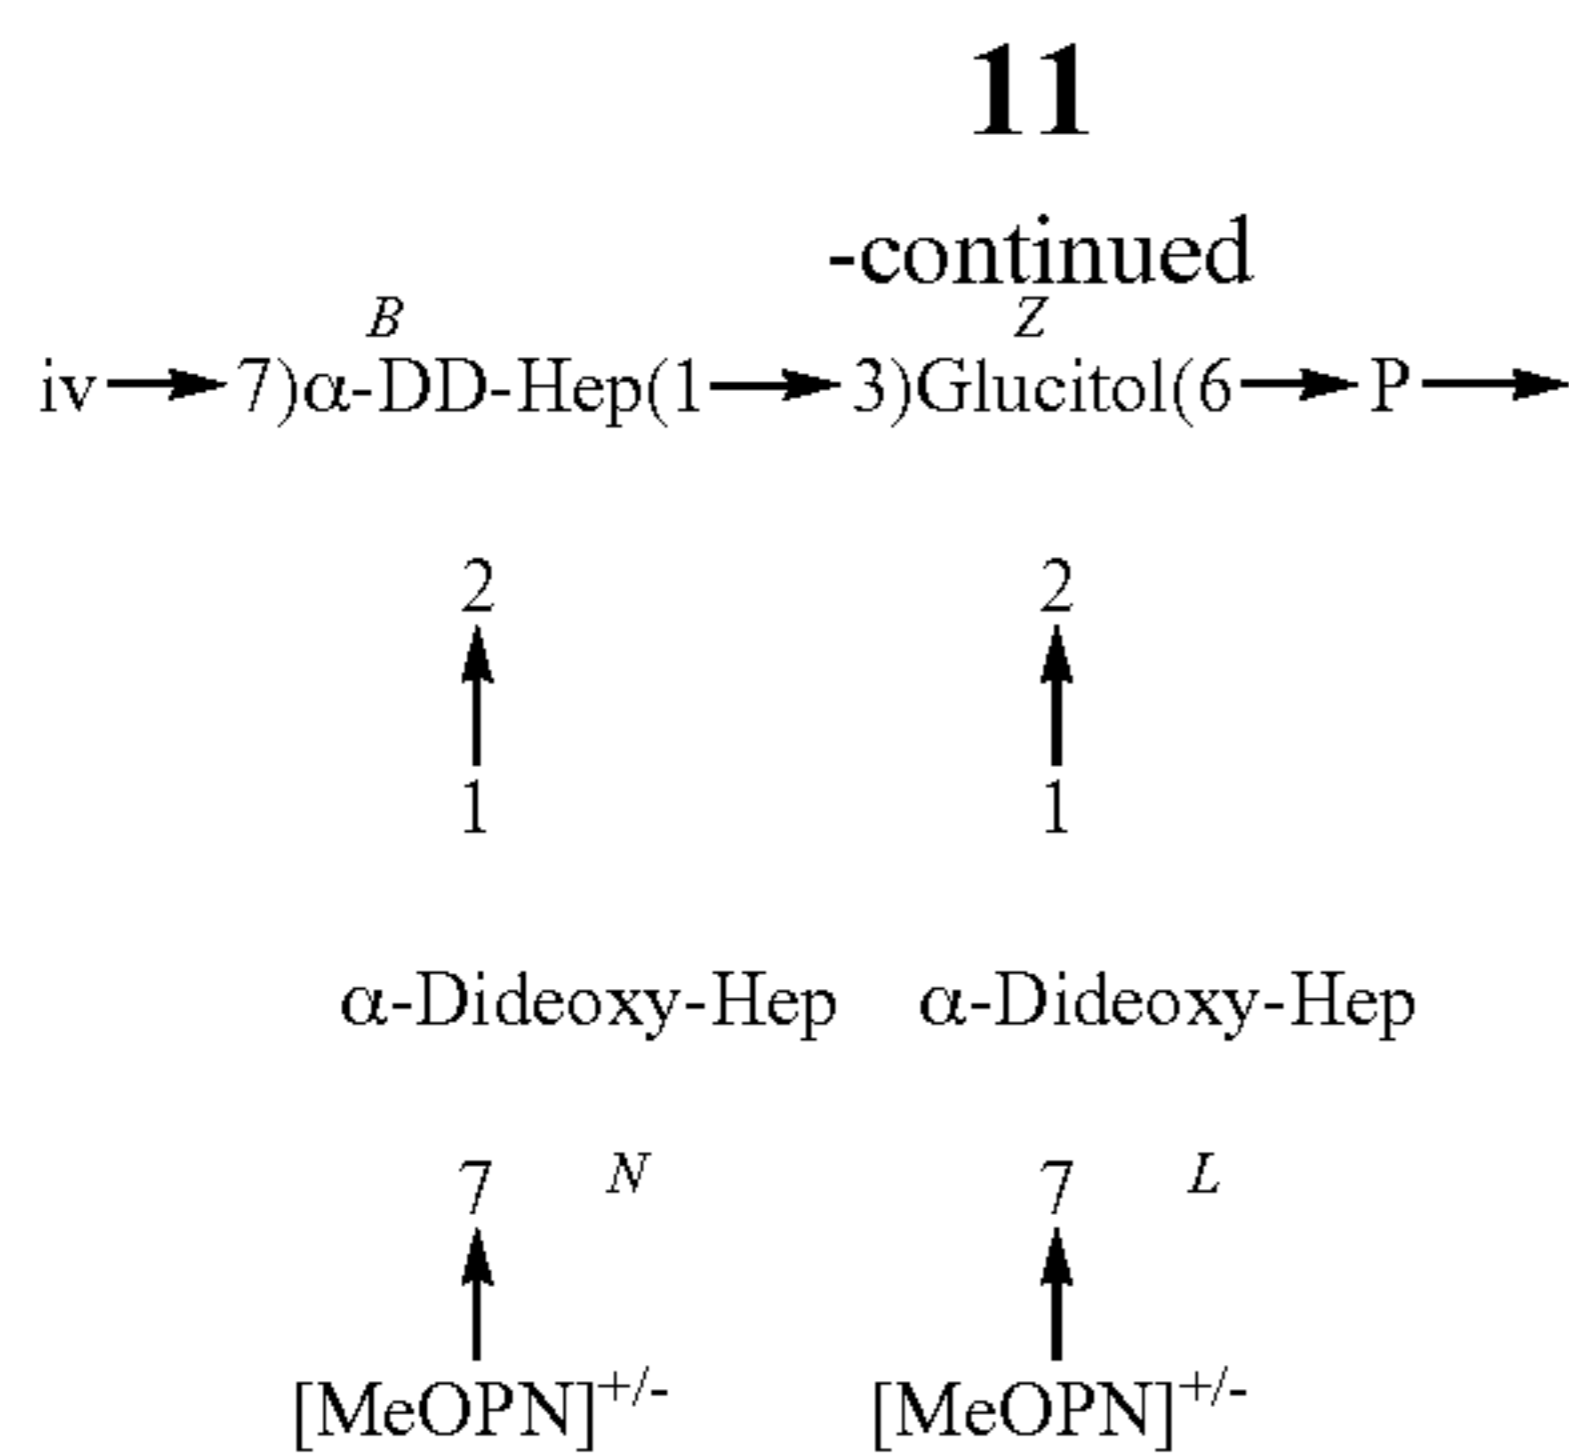 11
-continued
B Z
iv→7)α-DD-Hep(1→3)Glucitol(6→P→
2 2
↑ ↑
1 1
α-Dideoxy-Hep α-Dideoxy-Hep
7 N 7 L
↑ ↑
[MeOPN]+/- [MeOPN]+/-